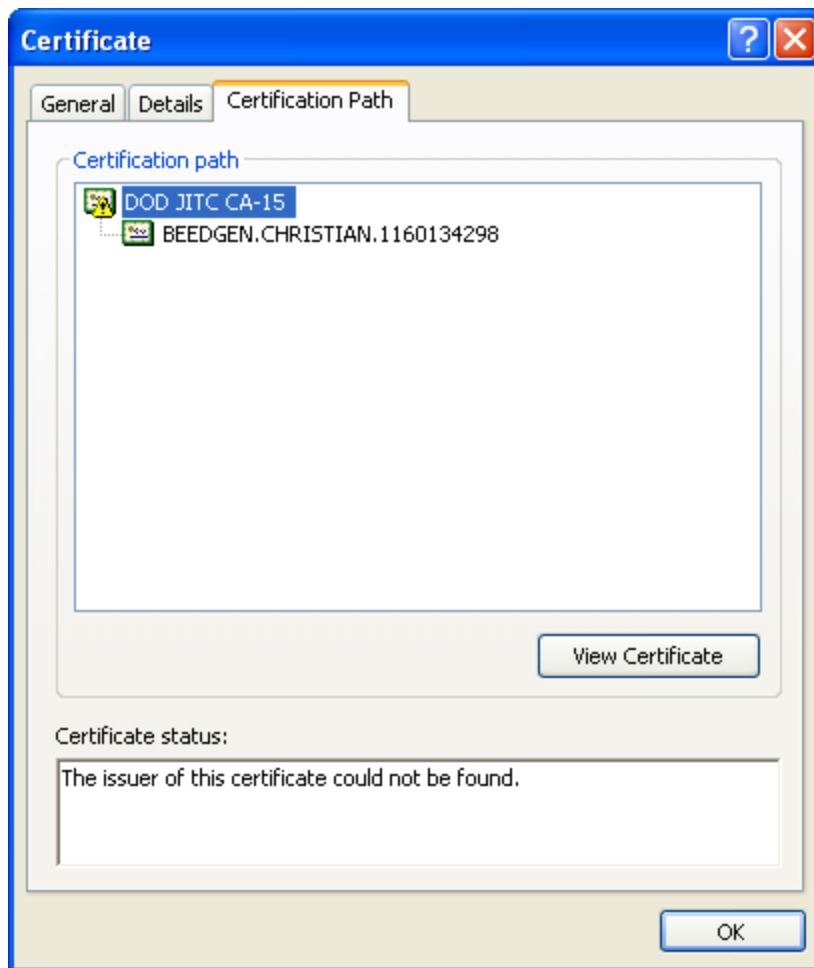 Certificate
General Details Certification Path
Certification path
DOD JITC CA-15
BEEDGEN.CHRISTIAN.1160134298
View Certificate
Certificate status:
The issuer of this certificate could not be found.
OK